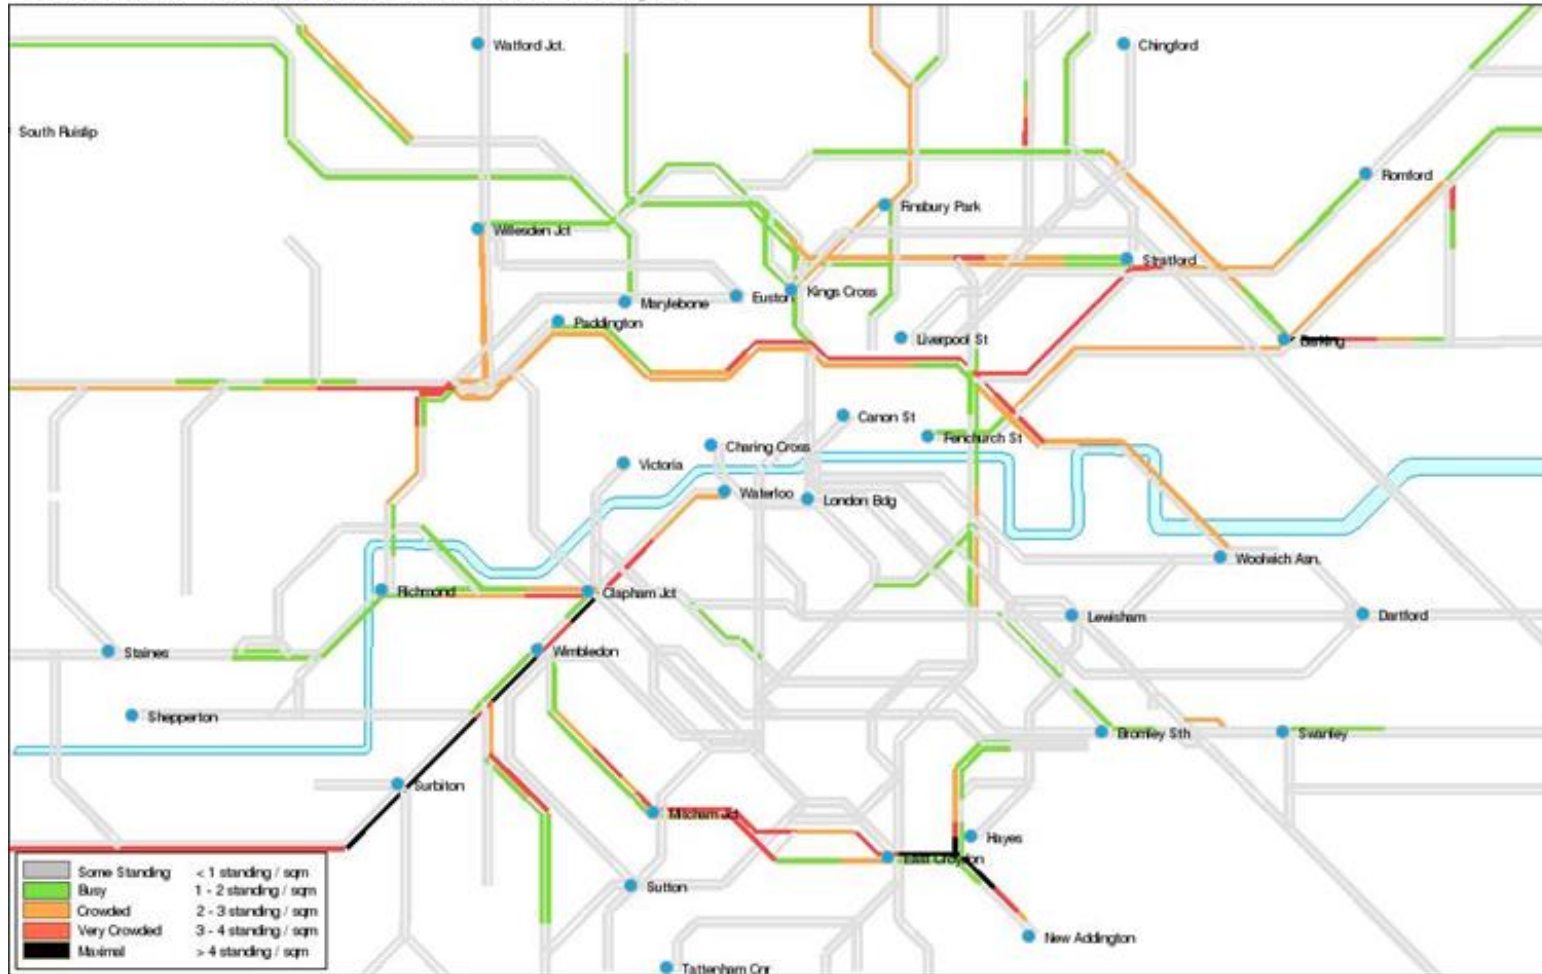 Watford Jct.
Chingford
South Ruislip
Romford
Finsbury Park
Willesden Jct
Stratford
Kings Cross
Euston
Marylebone
Paddington
Liverpool St
Barking
Canon St
Fenchurch St
Charing Cross
Victoria
Waterloo
London Bdg
Woolwich Asn.
Richmond
Clapham Jct
Lewisham
Dartford
Staines
Wimbledon
Shepperton
Bromley Sth
Swanley
Surbiton
Mitcham Jct
Hayes
East Croydon
Sutton
New Addington
Tattenham Cnr
Some Standing < 1 standing / sqm
Busy 1 - 2 standing / sqm
Crowded 2 - 3 standing / sqm
Very Crowded 3 - 4 standing / sqm
Maximal > 4 standing / sqm